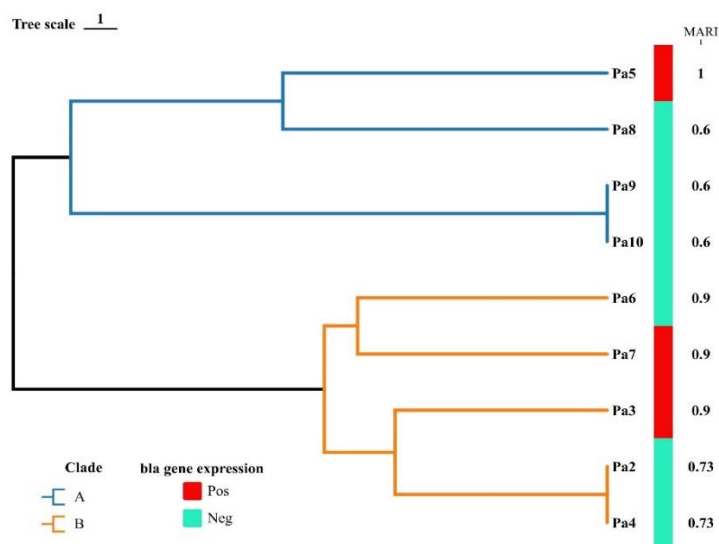 Tree scale 1
MARI
Pa5 1
Pa8 0.6
Pa9 0.6
Pa10 0.6
Pa6 0.9
Pa7 0.9
Pa3 0.9
Pa2 0.73
Pa4 0.73
Clade
A
B
bla gene expression
Pos
Neg